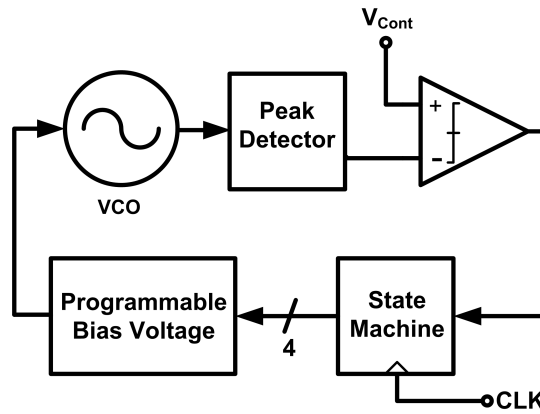 V_Cont
Peak
Detector
+
-
VCO
Programmable
Bias Voltage
4
State
Machine
CLK